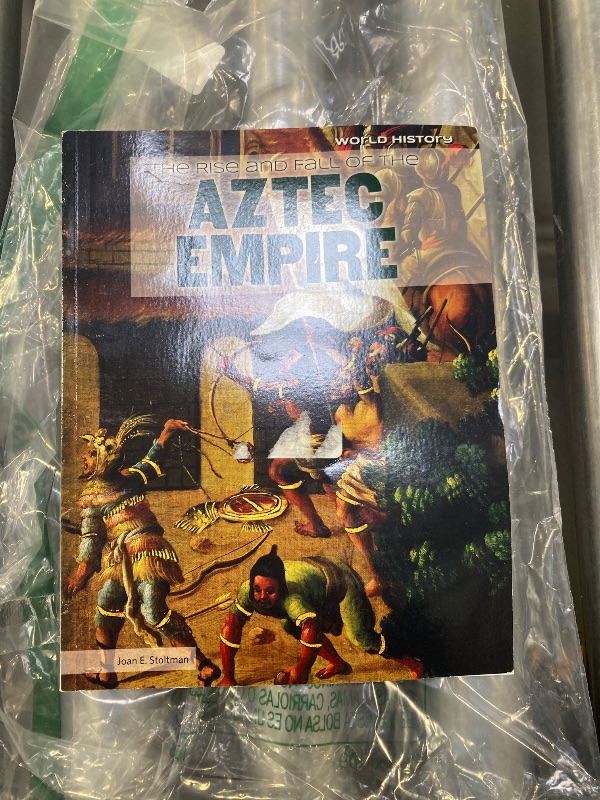 WORLD HISTORY
THE RISE AND FALL OF THE
AZTEC
EMPIRE
Joan E. Stoltman
CARRIOLAS
BOLSA NO ES